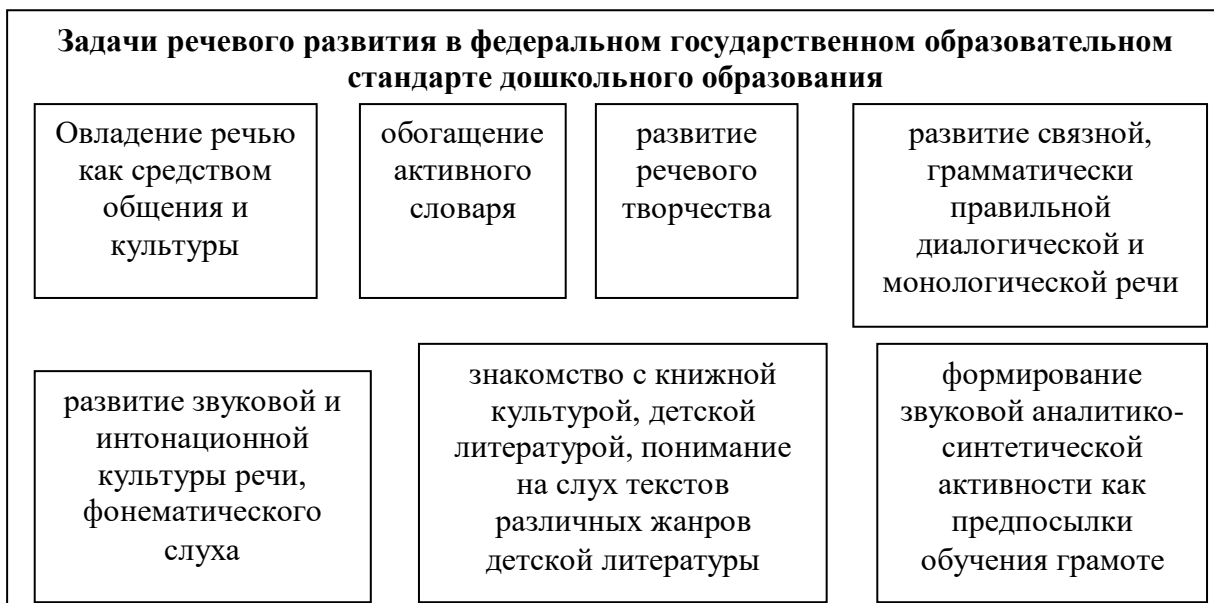 Задачи речевого развития в федеральном государственном образовательном
стандарте дошкольного образования
Овладение речью
как средством
общения и
культуры
обогащение
активного
словаря
развитие
речевого
творчества
развитие связной,
грамматически
правильной
диалогической и
монологической речи
развитие звуковой и
интонационной
культуры речи,
фонематического
слуха
знакомство с книжной
культурой, детской
литературой, понимание
на слух текстов
различных жанров
детской литературы
формирование
звуковой аналитико-
синтетической
активности как
предпосылки
обучения грамоте